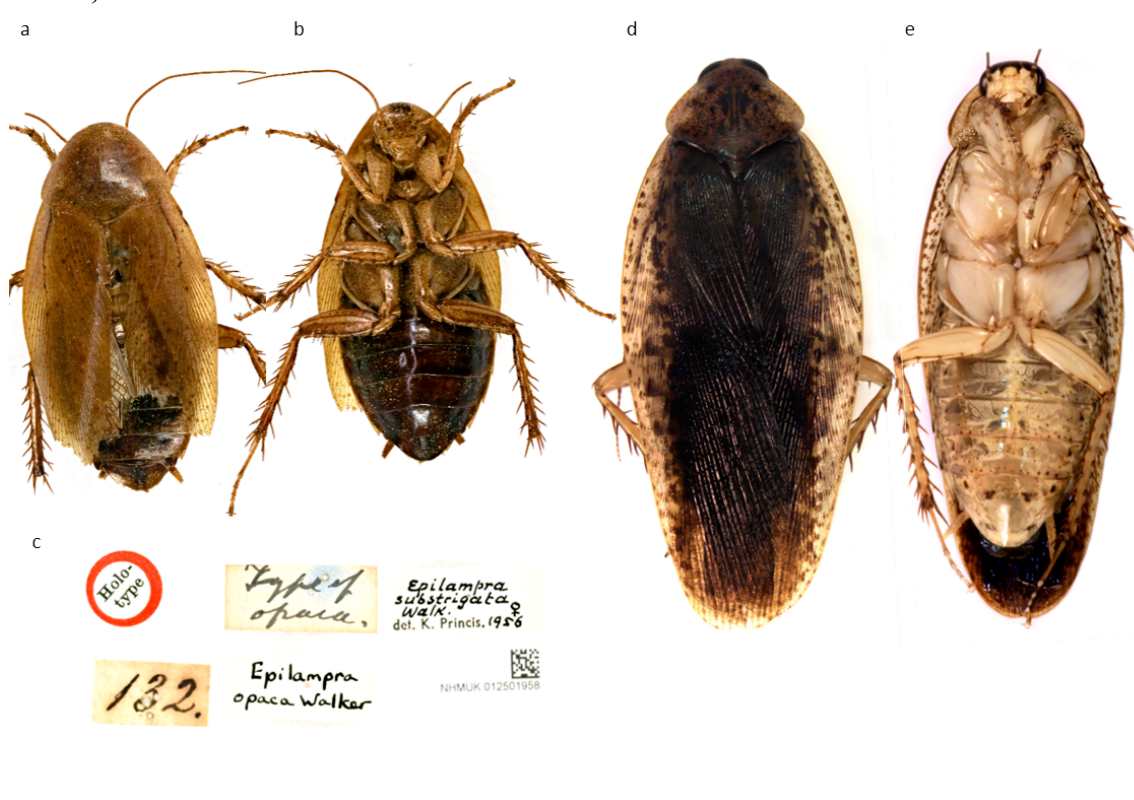 a
b
d
e
c
Holo-
type
Type of
opaca.
Epilampra
substrigata
Walk. ♀
det. K. Princis, 1956
132.
Epilampra
opaca Walker
NHMUK 012501958